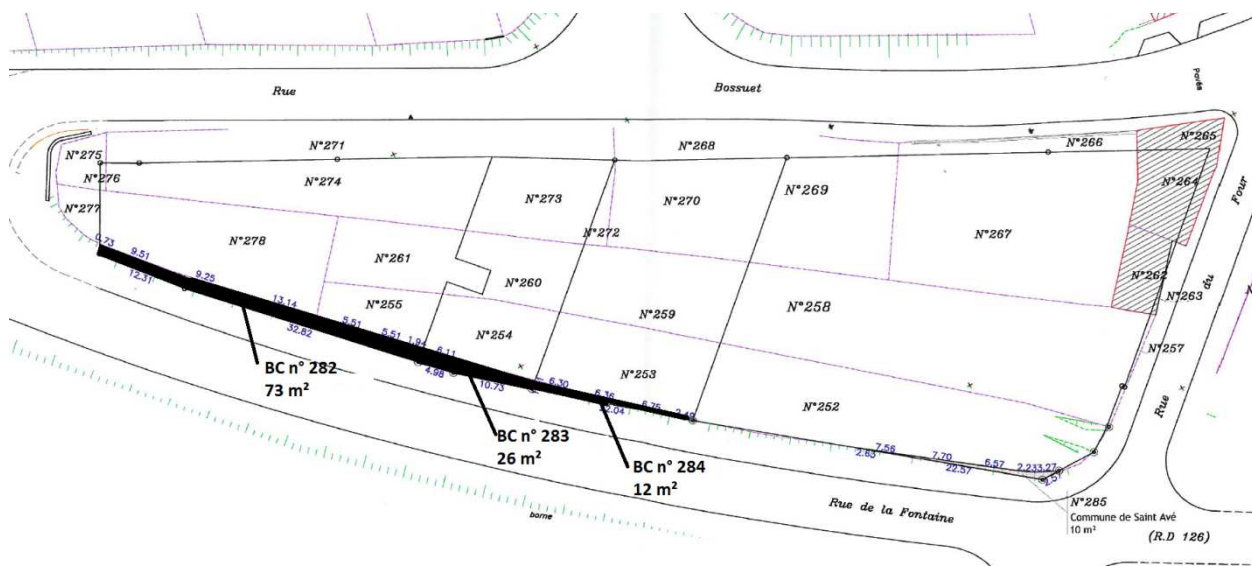 Rue
Bossuet
Pavés
N°275
N°271
N°268
N°266
N°265
N°276
N°274
N°273
N°270
N°269
N°264
Four
N°277
N°278
N°272
N°267
N°261
N°260
N°262
N°263
du
N°255
N°254
N°259
N°258
N°257
N°253
N°252
Rue
0.73
9.51
12.31
9.25
13.14
32.82
5.51
5.51
1.94
6.11
4.98
10.73
6.30
6.36
6.75
2.49
7.56
2.63
7.70
22.57
6.57
2.23
3.27
2.57
BC n° 282
73 m²
BC n° 283
26 m²
BC n° 284
12 m²
borne
Rue de la Fontaine
N°285
Commune de Saint Avé
10 m²
(R.D 126)